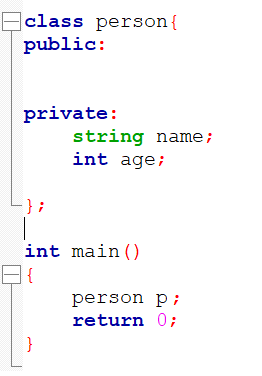 class person{
public:
private:
string name;
int age;
};
int main()
{
person p;
return 0;
}